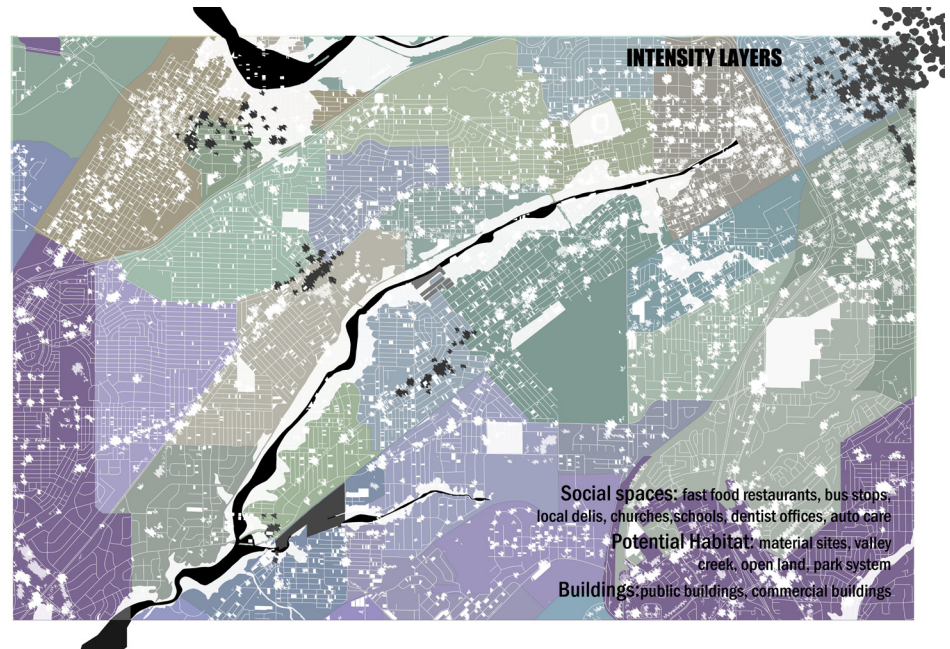 INTENSITY LAYERS
Social spaces: fast food restaurants, bus stops,
local delis, churches,schools, dentist offices, auto care
Potential Habitat: material sites, valley
creek, open land, park system
Buildings:public buildings, commercial buildings